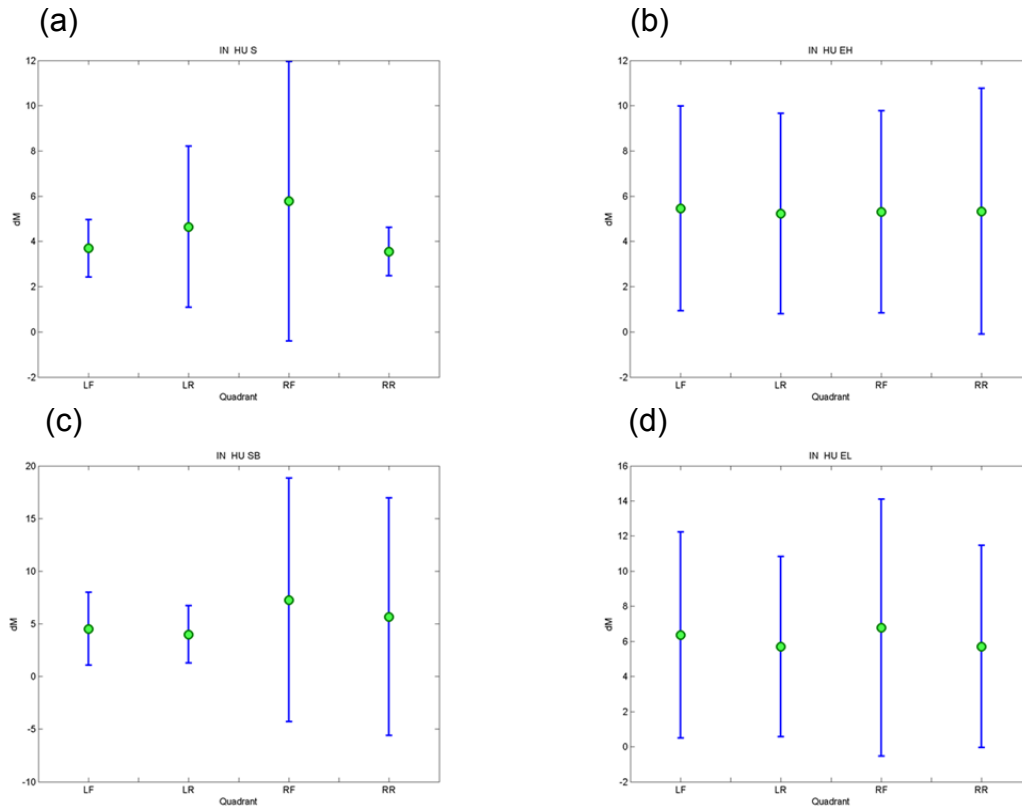 (a)
IN HU S
12
10
8
6
4
2
0
-2
dM
LF LR RF RR
Quadrant
(b)
IN HU EH
12
10
8
6
4
2
0
-2
dM
LF LR RF RR
Quadrant
(c)
IN HU SB
20
15
10
5
0
-5
-10
dM
LF LR RF RR
Quadrant
(d)
IN HU EL
16
14
12
10
8
6
4
2
0
-2
dM
LF LR RF RR
Quadrant